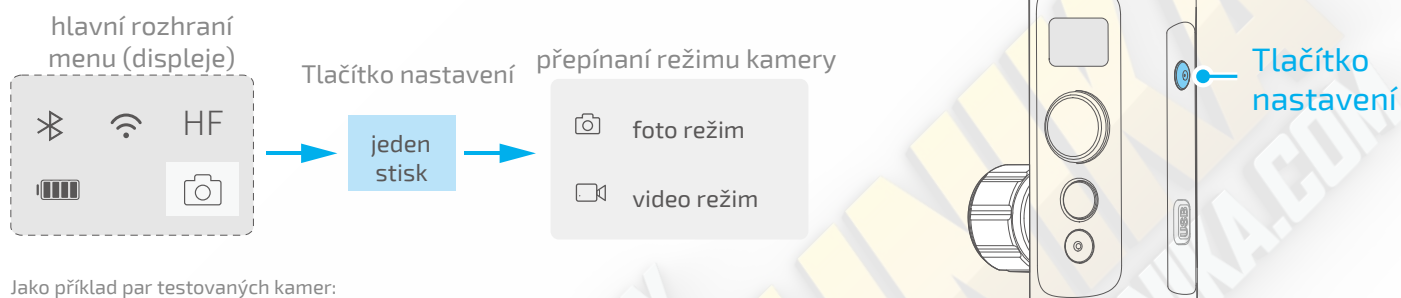 hlavní rozhraní
menu (displeje)
HF
Tlačítko nastavení
jeden
stisk
přepínaní režimu kamery
foto režim
video režim
Tlačítko
nastavení
USB
Jako příklad par testovaných kamer: